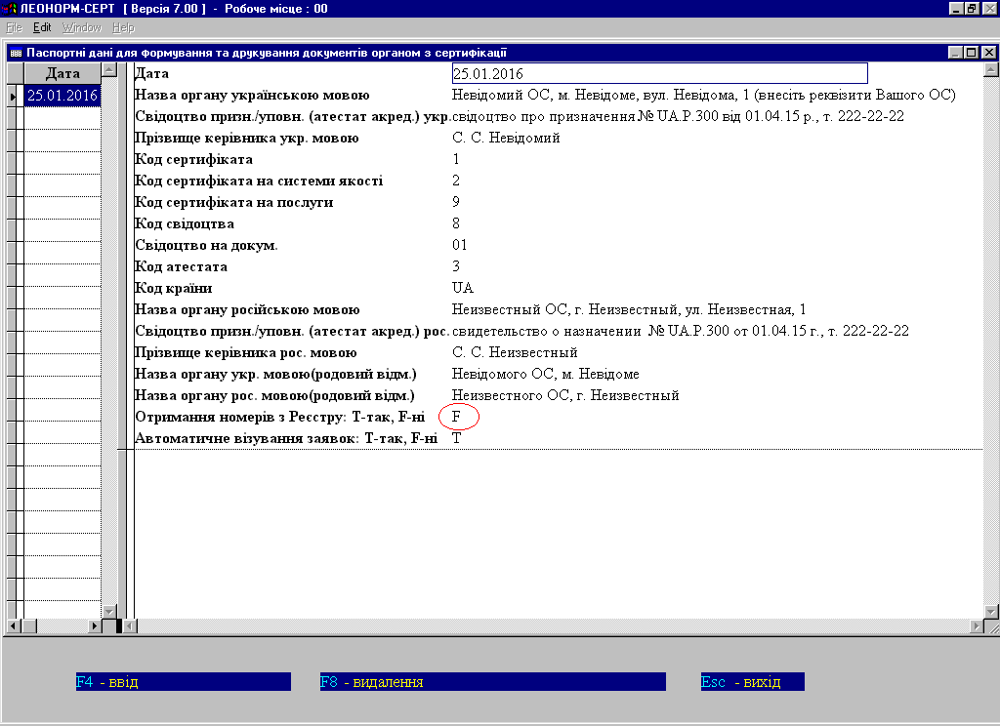 ЛЕОНОРМ-СЕРТ [ Версія 7.00 ] - Робоче місце : 00
File Edit Window Help
Паспортні дані для формування та друкування документів органом з сертифікації
Дата
25.01.2016
Дата 25.01.2016
Назва органу українською мовою Невідомий ОС, м. Невідоме, вул. Невідома, 1 (внесіть реквізити Вашого ОС)
Свідоцтво призн./уповн. (атестат акред.) укр. свідоцтво про призначення № UA.P.300 від 01.04.15 р., т. 222-22-22
Прізвище керівника укр. мовою С. С. Невідомий
Код сертифіката 1
Код сертифіката на системи якості 2
Код сертифіката на послуги 9
Код свідоцтва 8
Свідоцтво на докум. 01
Код атестата 3
Код країни UA
Назва органу російською мовою Неизвестный ОС, г. Неизвестный, ул. Неизвестная, 1
Свідоцтво призн./уповн. (атестат акред.) рос. свидетельство о назначении № UA.P.300 от 01.04.15 г., т. 222-22-22
Прізвище керівника рос. мовою С. С. Неизвестный
Назва органу укр. мовою(родовий відм.) Невідомого ОС, м. Невідоме
Назва органу рос. мовою(родовий відм.) Неизвестного ОС, г. Неизвестный
Отримання номерів з Реєстру: Т-так, F-ні F
Автоматичне візування заявок: Т-так, F-ні T
F4 - ввід F8 - видалення Esc - вихід